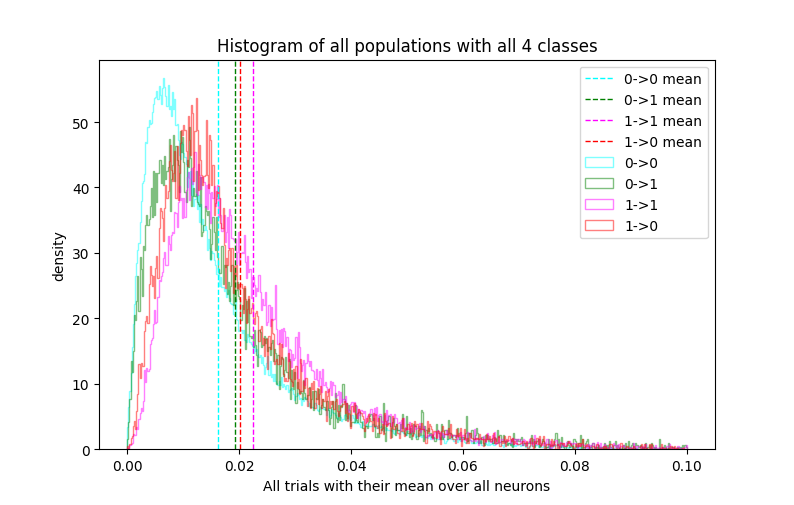 Histogram of all populations with all 4 classes
0->0 mean
0->1 mean
1->1 mean
1->0 mean
0->0
0->1
1->1
1->0
density
50
40
30
20
10
0
0.00 0.02 0.04 0.06 0.08 0.10
All trials with their mean over all neurons